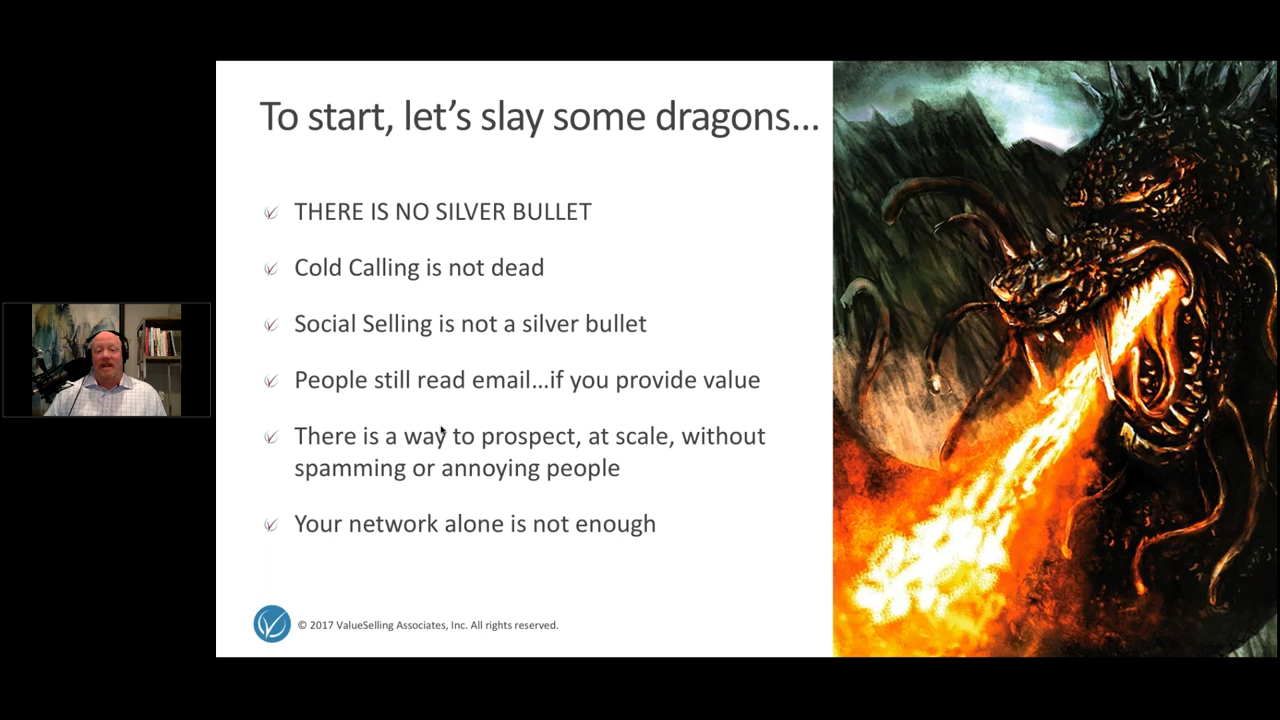 To start, let's slay some dragons...
THERE IS NO SILVER BULLET
Cold Calling is not dead
Social Selling is not a silver bullet
People still read email...if you provide value
There is a way to prospect, at scale, without
spamming or annoying people
Your network alone is not enough
© 2017 ValueSelling Associates, Inc. All rights reserved.